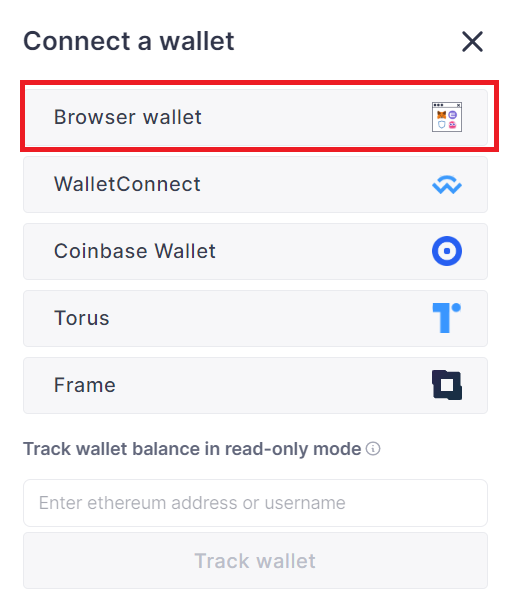 Connect a wallet
Browser wallet
WalletConnect
Coinbase Wallet
Torus
Frame
Track wallet balance in read-only mode
Enter ethereum address or username
Track wallet